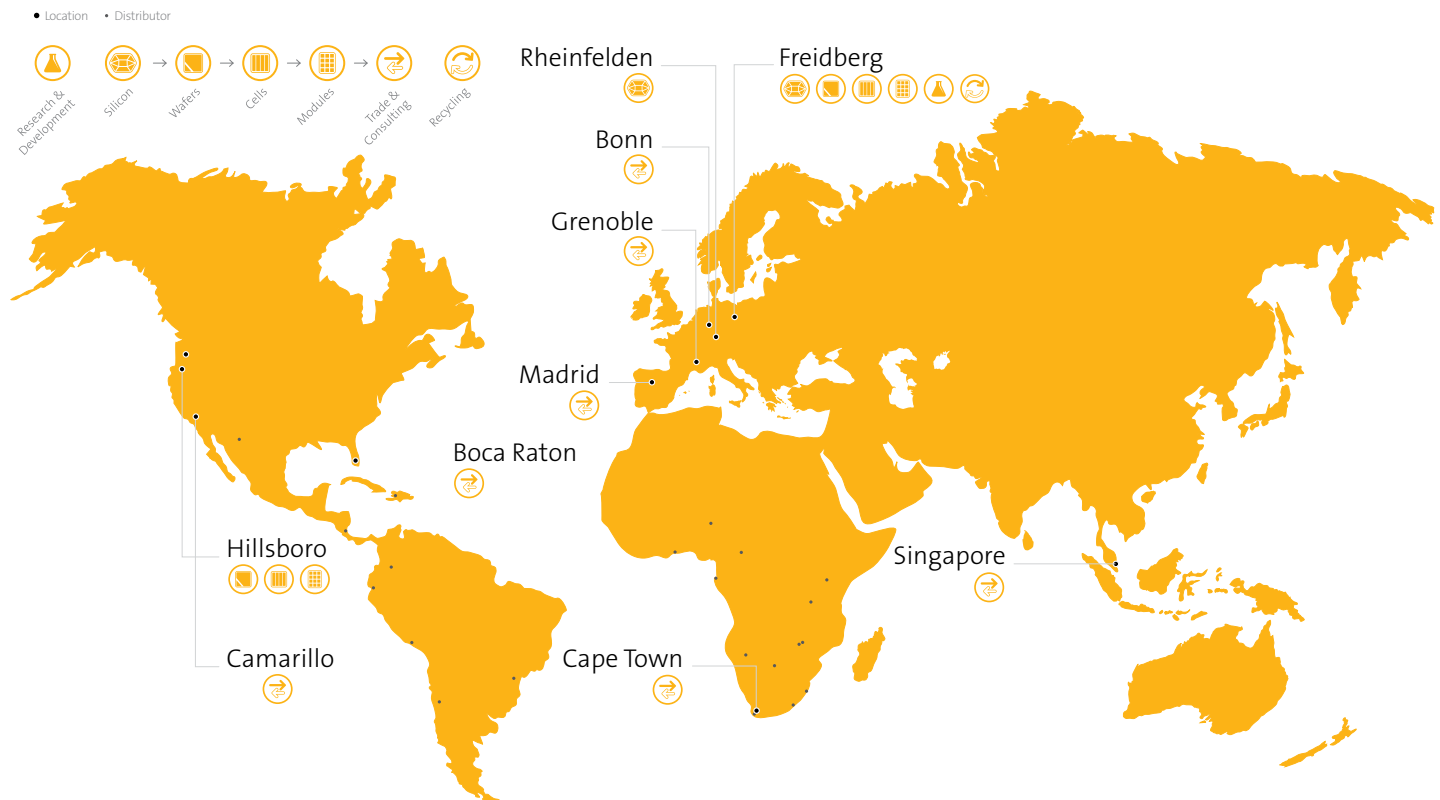 Location
Distributor
Research &
Development
Silicon
Wafers
Cells
Modules
Trade &
Consulting
Recycling
Rheinfelden
Freidberg
Bonn
Grenoble
Madrid
Boca Raton
Hillsboro
Singapore
Camarillo
Cape Town